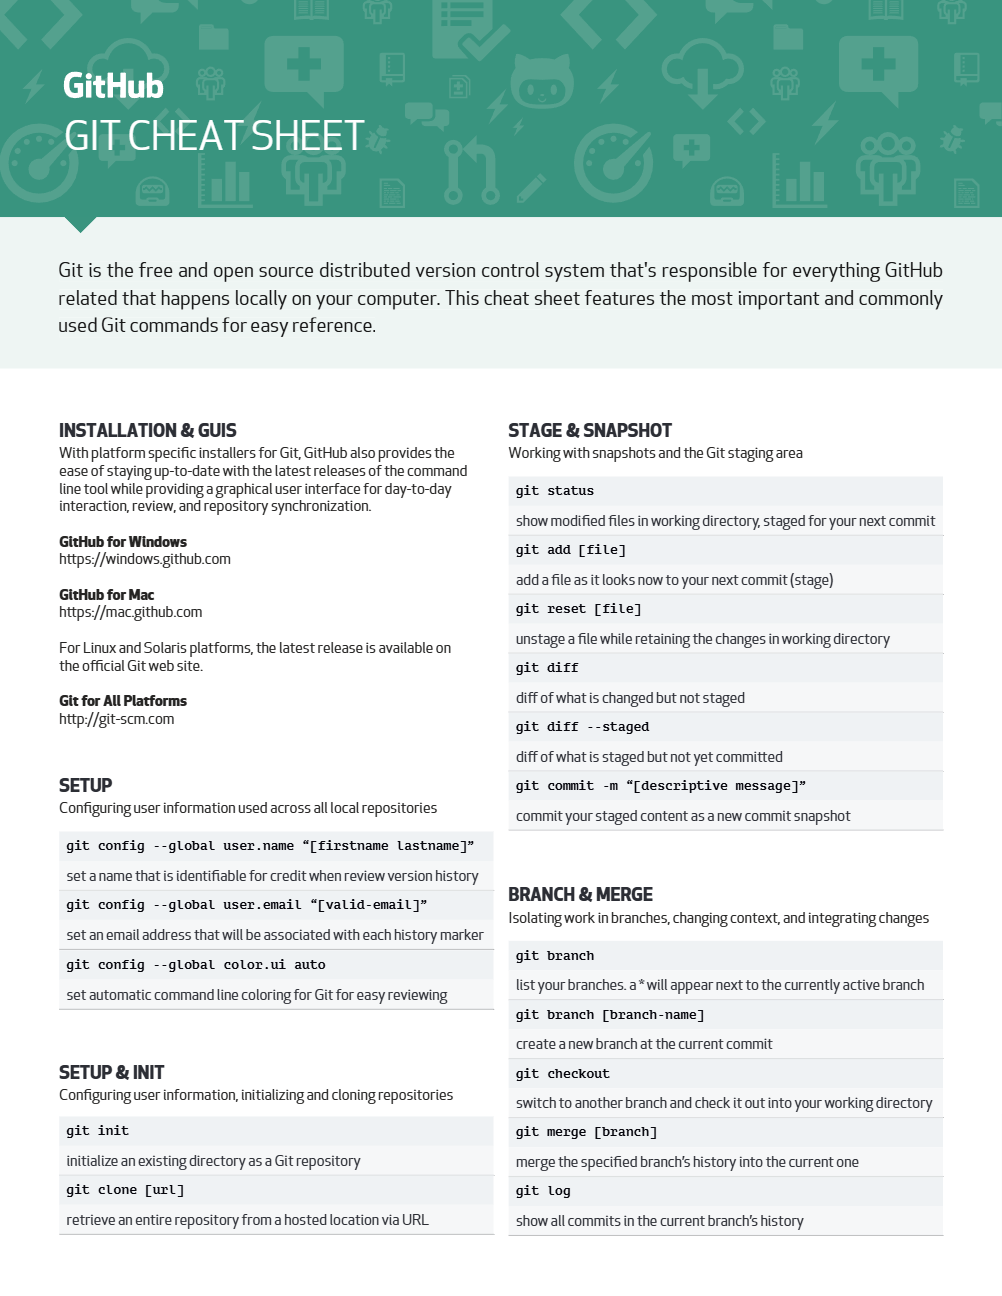 GitHub
GIT CHEAT SHEET
Git is the free and open source distributed version control system that's responsible for everything GitHub
related that happens locally on your computer. This cheat sheet features the most important and commonly
used Git commands for easy reference.
INSTALLATION & GUIS
With platform specific installers for Git, GitHub also provides the
ease of staying up-to-date with the latest releases of the command
line tool while providing a graphical user interface for day-to-day
interaction, review, and repository synchronization.
GitHub for Windows
https://windows.github.com
GitHub for Mac
https://mac.github.com
For Linux and Solaris platforms, the latest release is available on
the official Git web site.
Git for All Platforms
http://git-scm.com
SETUP
Configuring user information used across all local repositories
git config --global user.name “[firstname lastname]”
set a name that is identifiable for credit when review version history
git config --global user.email “[valid-email]”
set an email address that will be associated with each history marker
git config --global color.ui auto
set automatic command line coloring for Git for easy reviewing
SETUP & INIT
Configuring user information, initializing and cloning repositories
git init
initialize an existing directory as a Git repository
git clone [url]
retrieve an entire repository from a hosted location via URL
STAGE & SNAPSHOT
Working with snapshots and the Git staging area
git status
show modified files in working directory, staged for your next commit
git add [file]
add a file as it looks now to your next commit (stage)
git reset [file]
unstage a file while retaining the changes in working directory
git diff
diff of what is changed but not staged
git diff --staged
diff of what is staged but not yet committed
git commit -m “[descriptive message]”
commit your staged content as a new commit snapshot
BRANCH & MERGE
Isolating work in branches, changing context, and integrating changes
git branch
list your branches. a * will appear next to the currently active branch
git branch [branch-name]
create a new branch at the current commit
git checkout
switch to another branch and check it out into your working directory
git merge [branch]
merge the specified branch’s history into the current one
git log
show all commits in the current branch’s history